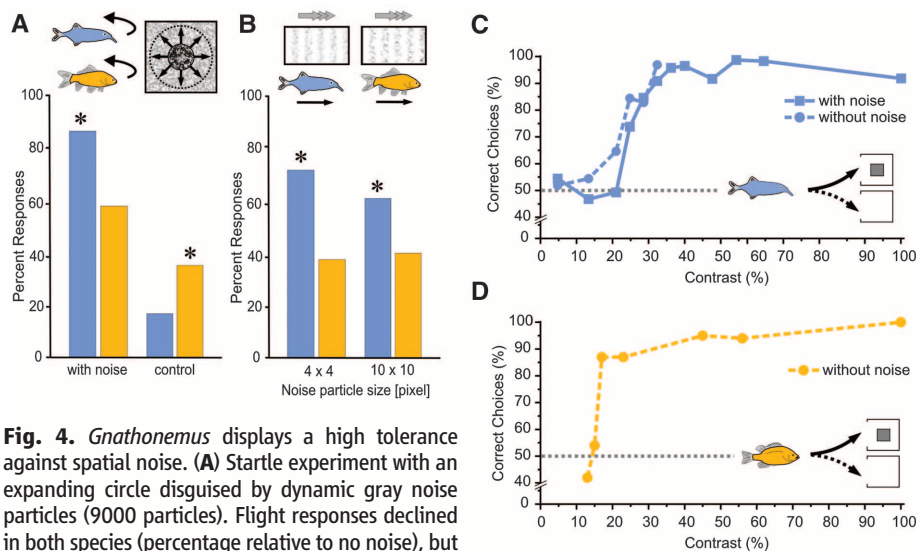 A
B
C
D
100
80
60
40
20
0
Percent Responses
*
*
with noise
control
100
80
60
40
20
0
Percent Responses
*
*
4 x 4
10 x 10
Noise particle size [pixel]
100
90
80
70
60
50
40
0
Correct Choices (%)
with noise
without noise
0 10 20 30 40 50 60 70 80 90 100
Contrast (%)
100
90
80
70
60
50
40
0
Correct Choices (%)
without noise
0 10 20 30 40 50 60 70 80 90 100
Contrast (%)
Fig. 4. Gnathonemus displays a high tolerance
against spatial noise. (A) Startle experiment with an
expanding circle disguised by dynamic gray noise
particles (9000 particles). Flight responses declined
in both species (percentage relative to no noise), but